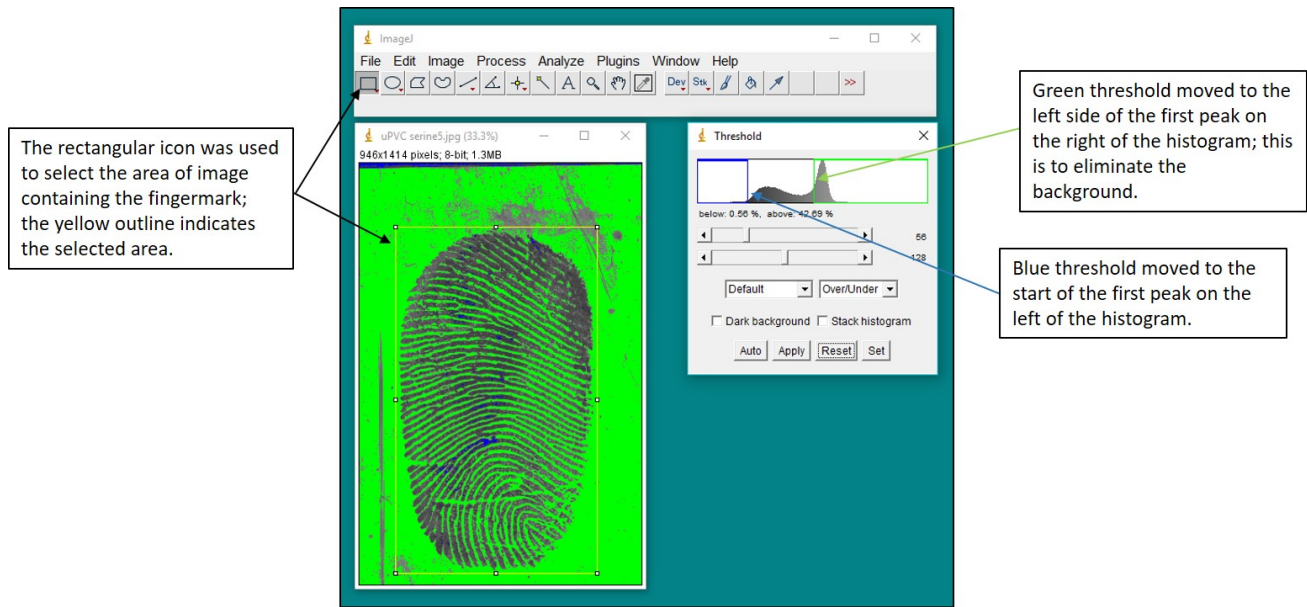 ImageJ
File Edit Image Process Analyze Plugins Window Help
A Dev Stk >>
The rectangular icon was used
to select the area of image
containing the fingermark;
the yellow outline indicates
the selected area.
uPVC serine5.jpg (33.3%)
946x1414 pixels; 8-bit; 1.3MB
Threshold
below: 0.56 %, above: 42.69 %
56
128
Default Over/Under
Dark background Stack histogram
Auto Apply Reset Set
Green threshold moved to the
left side of the first peak on
the right of the histogram; this
is to eliminate the
background.
Blue threshold moved to the
start of the first peak on the
left of the histogram.